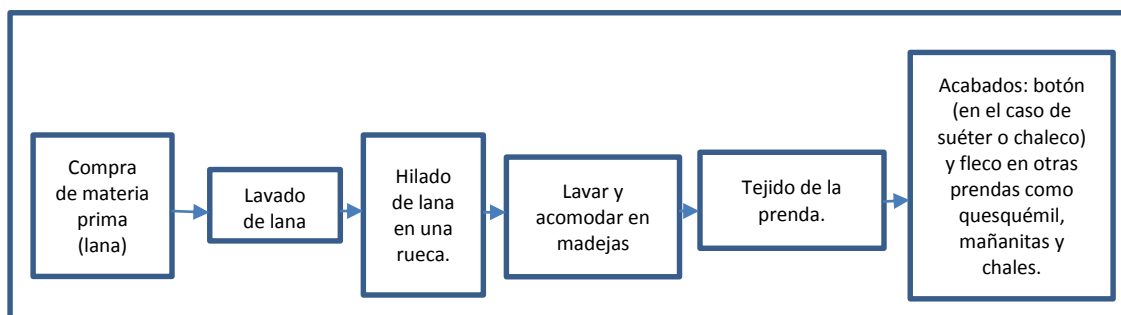 Compra
de materia
prima
(lana)
Lavado
de lana
Hilado
de lana
en una
rueca.
Lavar y
acomodar en
madejas
Tejido de la
prenda.
Acabados: botón
(en el caso de
suéter o chaleco)
y fleco en otras
prendas como
quesquémil,
mañanitas y
chales.